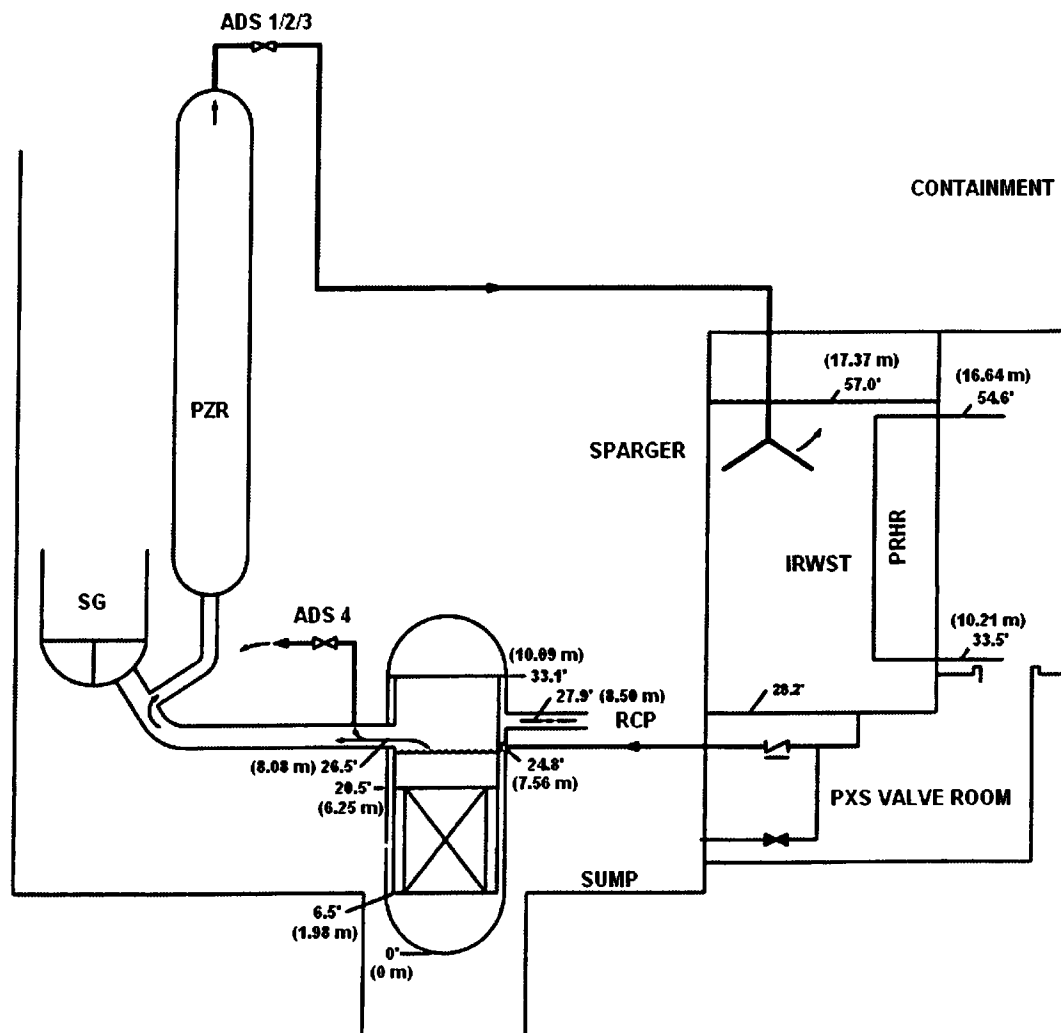 ADS 1/2/3
CONTAINMENT
(17.37 m)
57.0'
(16.64 m)
54.6'
PZR
SPARGER
PRHR
IRWST
SG
ADS 4
(10.09 m)
33.1'
(10.21 m)
33.5'
27.9' (8.50 m)
28.2'
RCP
(8.08 m) 26.5'
24.8'
(7.56 m)
20.5'
(6.25 m)
PXS VALVE ROOM
SUMP
6.5'
(1.98 m)
0'
(0 m)